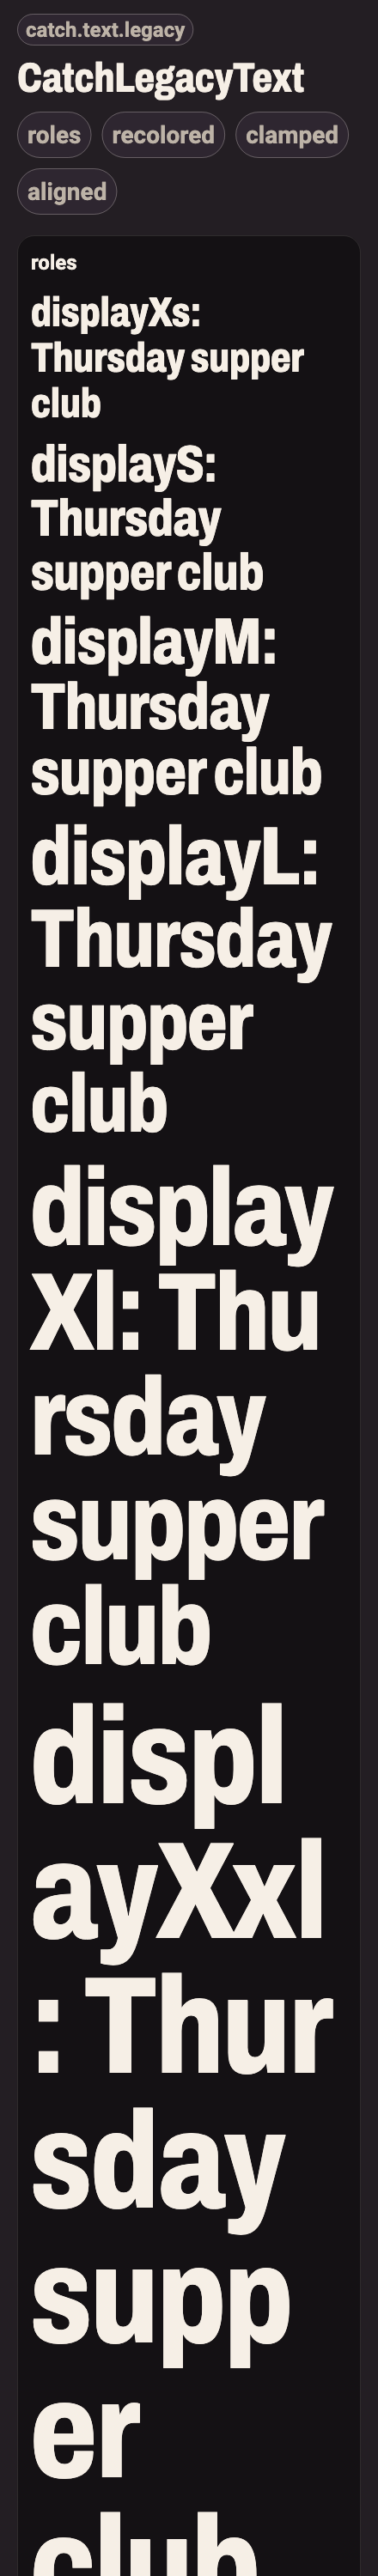 catch.text.legacy
CatchLegacyText
roles recolored clamped
aligned
roles
displayXs:
Thursday supper
club
displayS:
Thursday
supper club
displayM:
Thursday
supper club
displayL:
Thursday
supper
club
display
Xl: Thu
rsday
supper
club
displ
ayXxl
: Thur
sday
supp
er
club